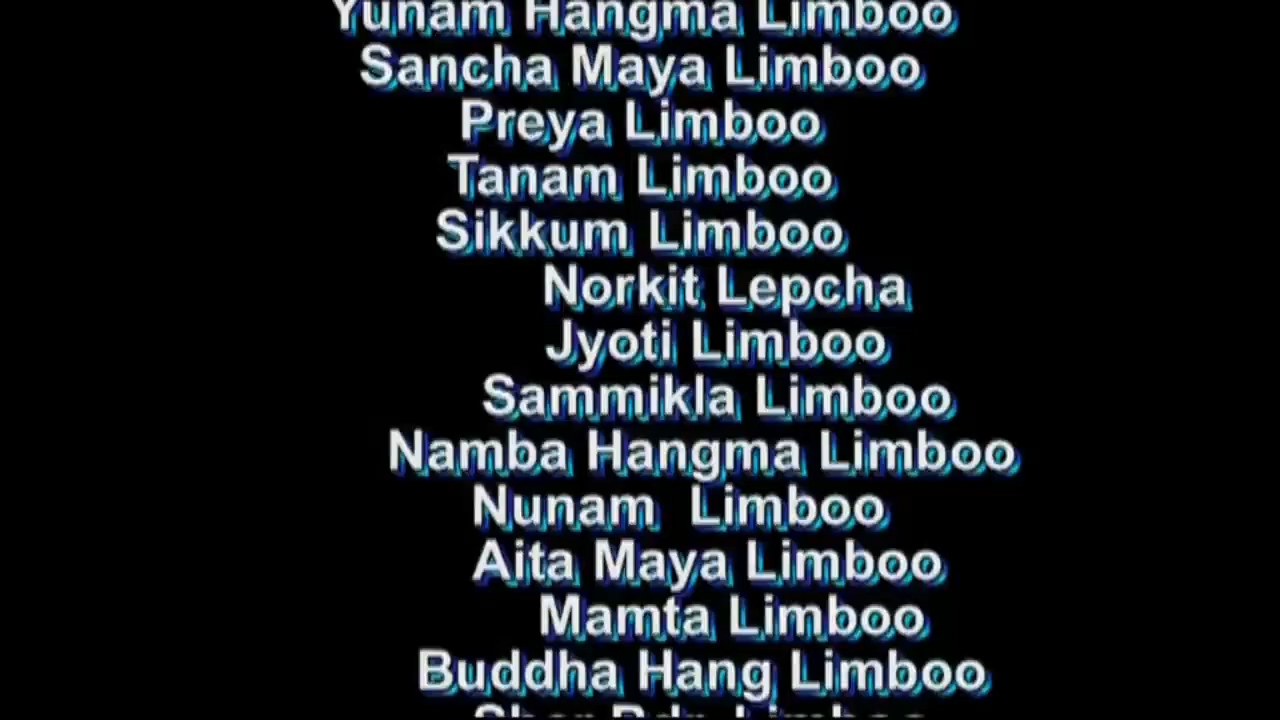 Yunam Hangma Limboo
Sancha Maya Limboo
Preya Limboo
Tanam Limboo
Sikkum Limboo
Norkit Lepcha
Jyoti Limboo
Sammikla Limboo
Namba Hangma Limboo
Nunam Limboo
Aita Maya Limboo
Mamta Limboo
Buddha Hang Limboo
Limboo